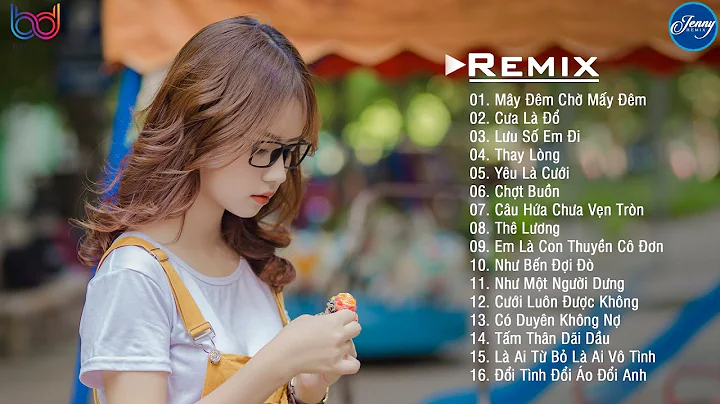 bd
Jenny
REMIX
REMIX
01. Mây Đêm Chờ Mấy Đêm
02. Cưa Là Đổ
03. Lưu Số Em Đi
04. Thay Lòng
05. Yêu Là Cưới
06. Chợt Buồn
07. Câu Hứa Chưa Vẹn Tròn
08. Thê Lương
09. Em Là Con Thuyền Cô Đơn
10. Như Bến Đợi Đò
11. Như Một Người Dưng
12. Cưới Luôn Được Không
13. Có Duyên Không Nợ
14. Tấm Thân Dãi Dầu
15. Là Ai Từ Bỏ Là Ai Vô Tình
16. Đổi Tình Đổi Áo Đổi Anh